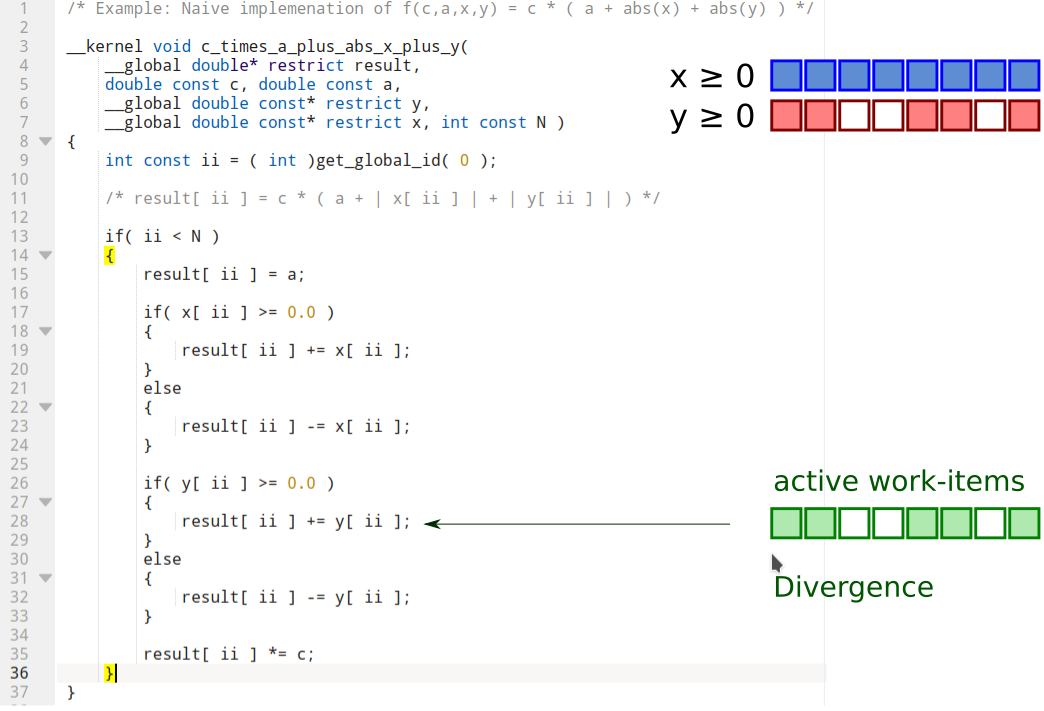 1 /* Example: Naive implemenation of f(c,a,x,y) = c * ( a + abs(x) + abs(y) ) */
2
3 __kernel void c_times_a_plus_abs_x_plus_y(
4 __global double* restrict result,
5 double const c, double const a,
6 __global double const* restrict y,
7 __global double const* restrict x, int const N )
8 {
9 int const ii = ( int )get_global_id( 0 );
10
11 /* result[ ii ] = c * ( a + | x[ ii ] | + | y[ ii ] | ) */
12
13 if( ii < N )
14 {
15 result[ ii ] = a;
16
17 if( x[ ii ] >= 0.0 )
18 {
19 result[ ii ] += x[ ii ];
20 }
21 else
22 {
23 result[ ii ] -= x[ ii ];
24 }
25
26 if( y[ ii ] >= 0.0 )
27 {
28 result[ ii ] += y[ ii ];
29 }
30 else
31 {
32 result[ ii ] -= y[ ii ];
33 }
34
35 result[ ii ] *= c;
36 }
37 }
x ≥ 0
y ≥ 0
active work-items
Divergence